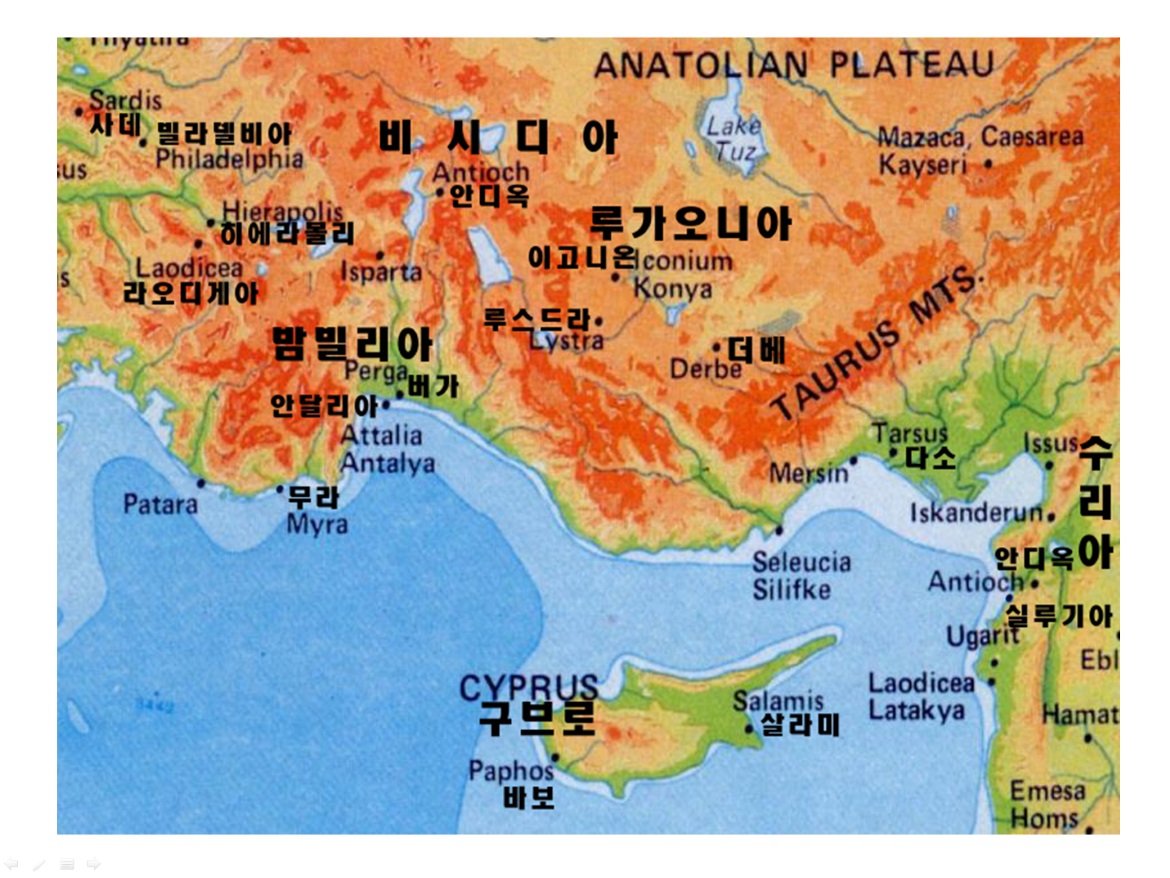 Thyatira
ANATOLIAN PLATEAU
Sardis
사데
빌라델비아
Philadelphia
비 시 디 아
Lake
Tuz
Mazaca, Caesarea
Kayseri
sus
Antioch
안디옥
Hierapolis
히에라폴리
루가오니아
이고니온
Iconium
Konya
Laodicea
라오디게아
Isparta
s
루스드라
Lystra
TAURUS MTS.
밤빌리아
Perga
버가
Derbe
더베
안달리아
Attalia
Antalya
Tarsus
다소
Mersin
Issus
수
리
아
Patara
무라
Myra
Iskanderun
Seleucia
Silifke
안디옥
Antioch
실루기아
Ugarit
Ebl
CYPRUS
구브로
Salamis
살라미
Laodicea
Latakya
Hamat
Paphos
바보
Emesa
Homs